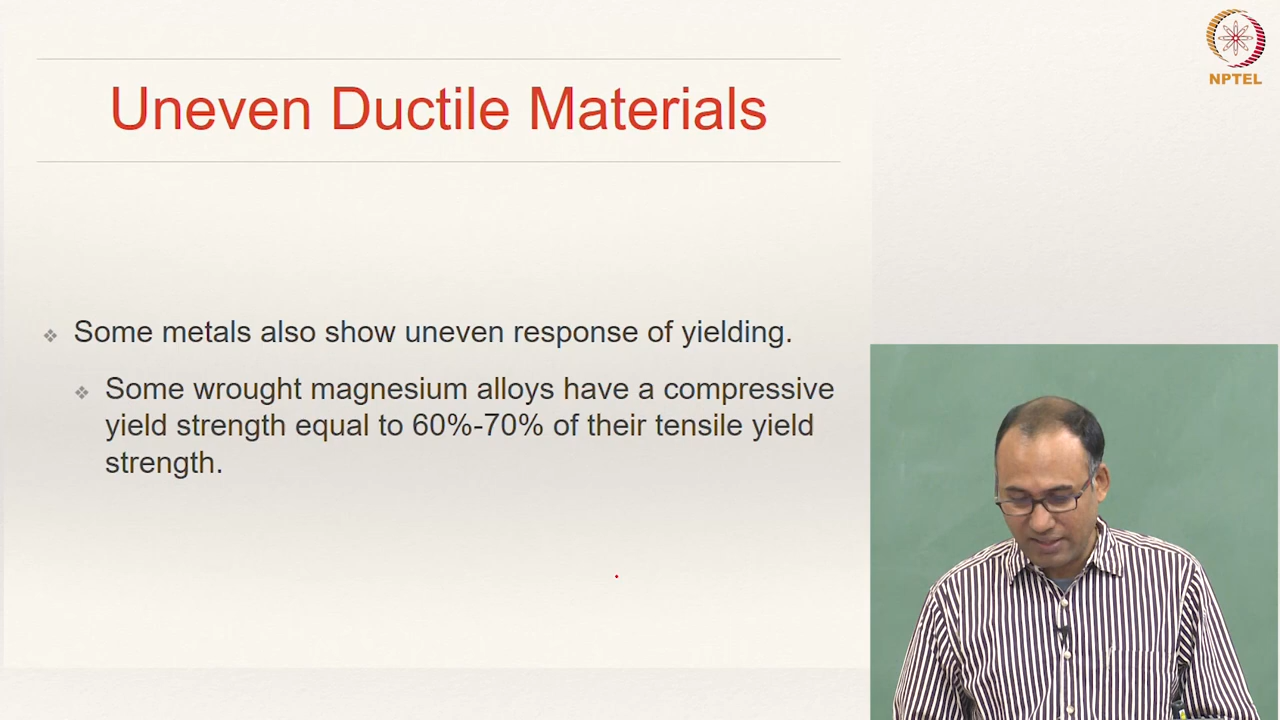 NPTEL
Uneven Ductile Materials
Some metals also show uneven response of yielding.
Some wrought magnesium alloys have a compressive
yield strength equal to 60%-70% of their tensile yield
strength.